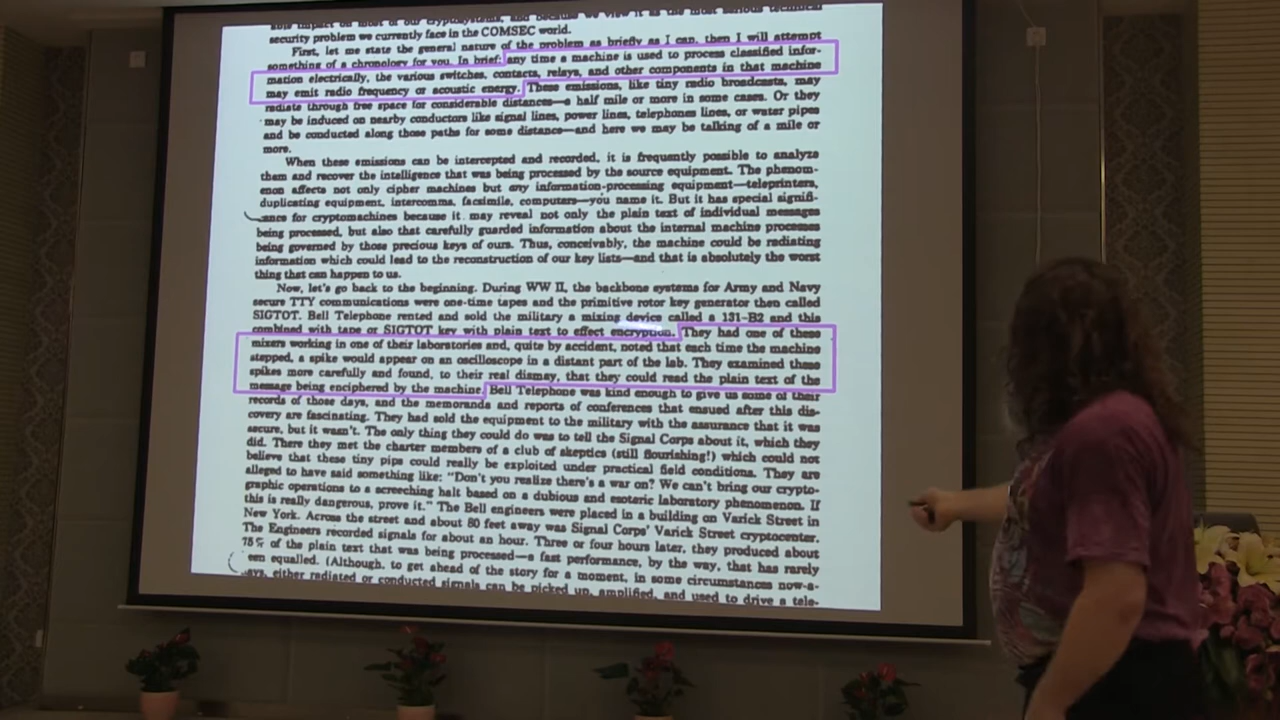 able impact on most of our cryptosystems, and because we view it as the most serious technical
security problem we currently face in the COMSEC world.
First, let me state the general nature of the problem as briefly as I can, then I will attempt
something of a chronology for you. In brief: any time a machine is used to process classified infor-
mation electrically, the various switches, contacts, relays, and other components in that machine
may emit radio frequency or acoustic energy. These emissions, like tiny radio broadcasts, may
radiate through free space for considerable distances—a half mile or more in some cases. Or they
may be induced on nearby conductors like signal lines, power lines, telephones lines, or water pipes
and be conducted along those paths for some distance—and here we may be talking of a mile or
more.
When these emissions can be intercepted and recorded, it is frequently possible to analyze
them and recover the intelligence that was being processed by the source equipment. The phenom-
enon affects not only cipher machines but any information-processing equipment—teleprinters,
duplicating equipment, intercomms, facsimile, computers—you name it. But it has special signifi-
ance for cryptomachines because it may reveal not only the plain text of individual messages
being processed, but also that carefully guarded information about the internal machine processes
being governed by those precious keys of ours. Thus, conceivably, the machine could be radiating
information which could lead to the reconstruction of our key lists—and that is absolutely the worst
thing that can happen to us.
Now, let's go back to the beginning. During WW II, the backbone systems for Army and Navy
secure TTY communications were one-time tapes and the primitive rotor key generator then called
SIGTOT. Bell Telephone rented and sold the military a mixing device called a 131-B2 and this
combined with tape or SIGTOT key with plain text to effect encryption. They had one of these
mixers working in one of their laboratories and, quite by accident, noted that each time the machine
stepped, a spike would appear on an oscilloscope in a distant part of the lab. They examined these
spikes more carefully and found, to their real dismay, that they could read the plain text of the
message being enciphered by the machine. Bell Telephone was kind enough to give us some of their
records of those days, and the memoranda and reports of conferences that ensued after this dis-
covery are fascinating. They had sold the equipment to the military with the assurance that it was
secure, but it wasn't. The only thing they could do was to tell the Signal Corps about it, which they
did. There they met the charter members of a club of skeptics (still flourishing!) which could not
believe that these tiny pips could really be exploited under practical field conditions. They are
alleged to have said something like: "Don't you realize there's a war on? We can't bring our crypto-
graphic operations to a screeching halt based on a dubious and esoteric laboratory phenomenon. If
this is really dangerous, prove it." The Bell engineers were placed in a building on Varick Street in
New York. Across the street and about 80 feet away was Signal Corps' Varick Street cryptocenter.
The Engineers recorded signals for about an hour. Three or four hours later, they produced about
75% of the plain text that was being processed—a fast performance, by the way, that has rarely
een equalled. (Although, to get ahead of the story for a moment, in some circumstances now-a-
ays, either radiated or conducted signals can be picked up, amplified, and used to drive a tele-